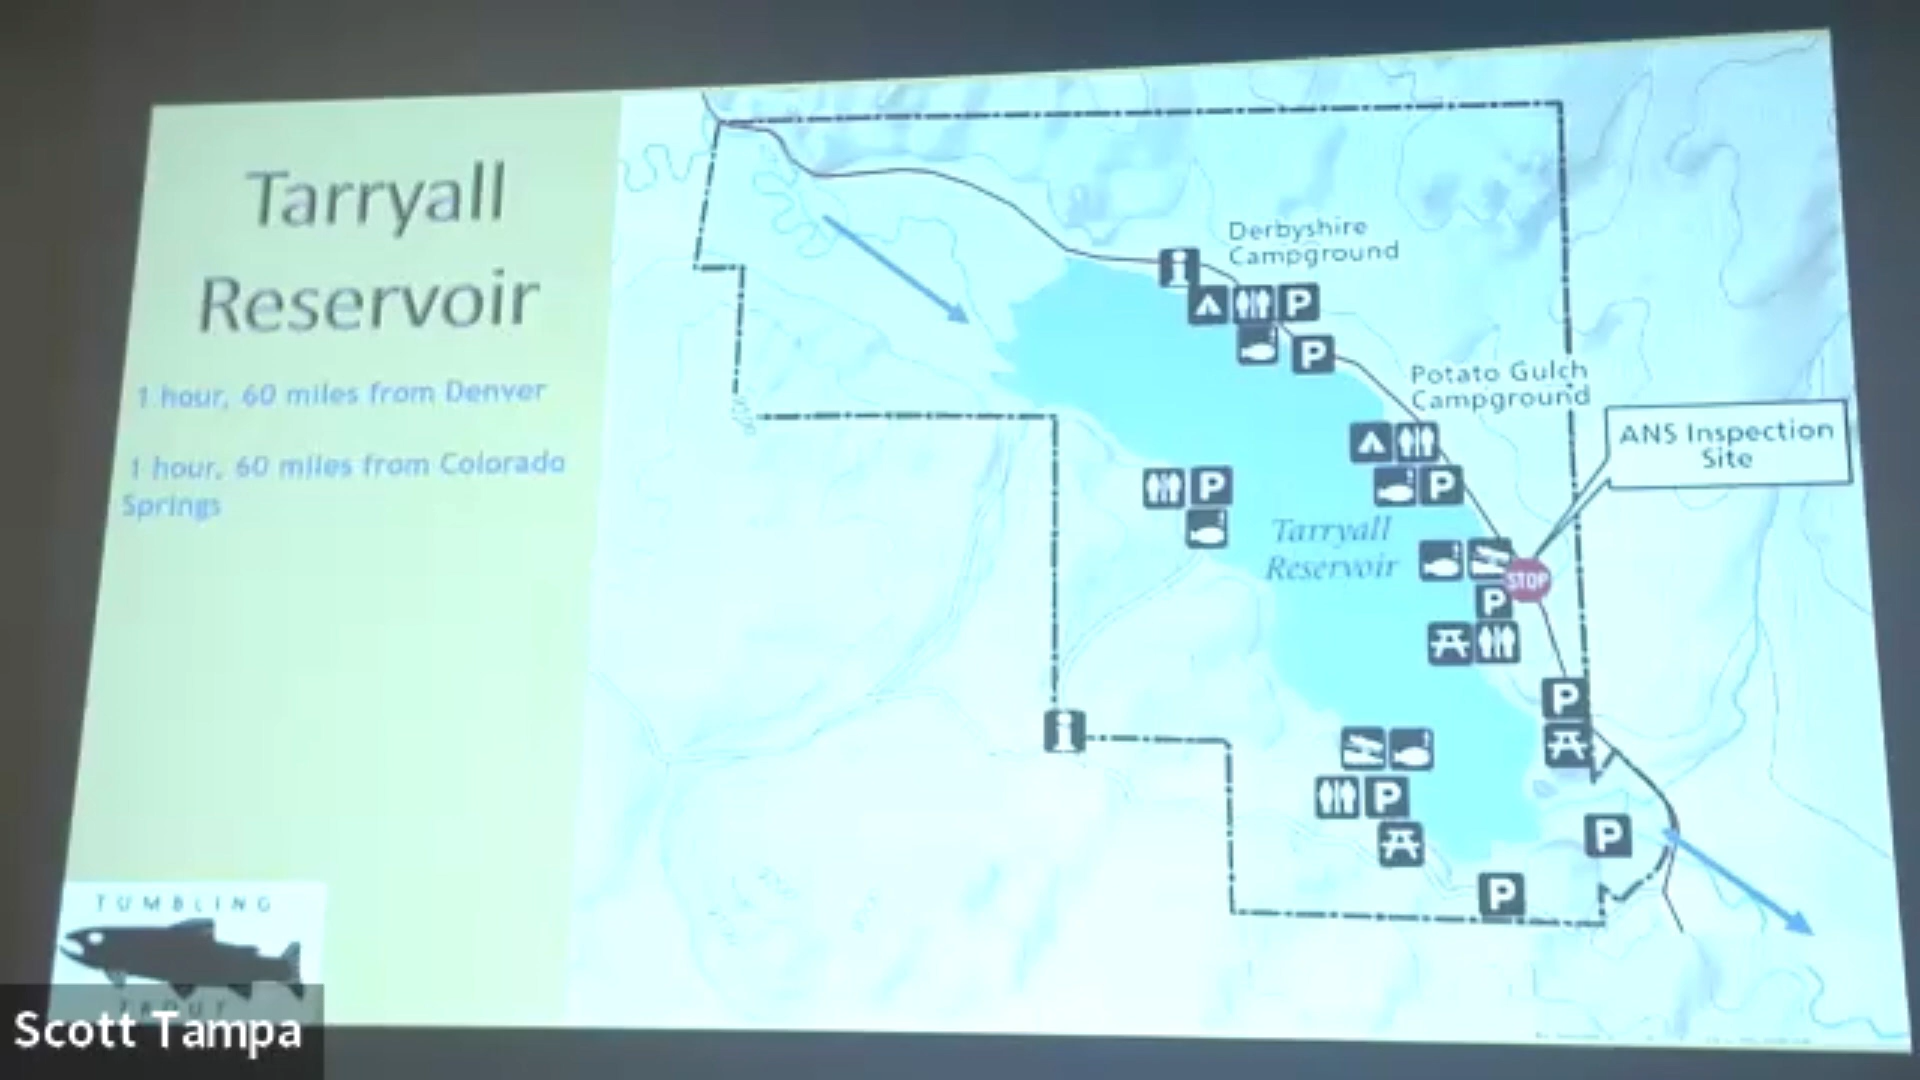 Tarryall
Reservoir
1 hour, 60 miles from Denver
1 hour, 60 miles from Colorado
Springs
TUMBLING
TROUT
Scott Tampa
Derbyshire
Campground
i
P
P
Potato Gulch
Campground
P
ANS Inspection
Site
P
Tarryall
Reservoir
STOP
P
P
i
P
P
P